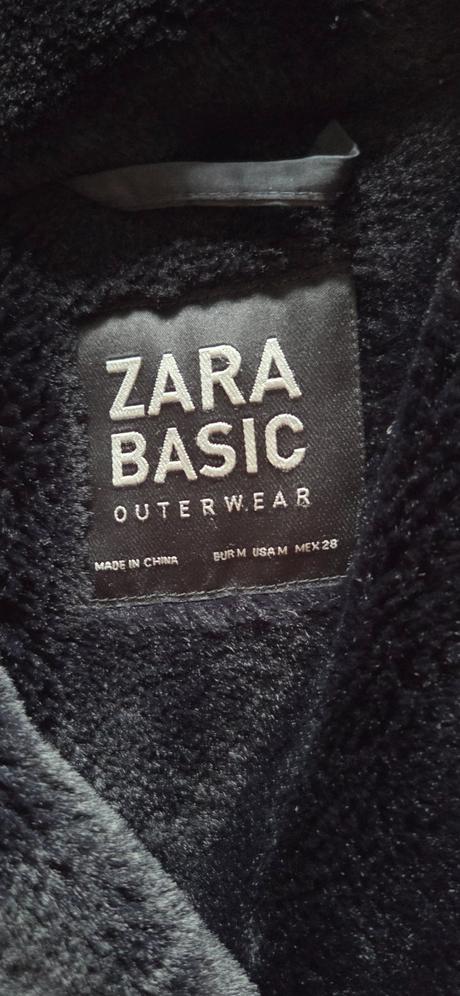 ZARA
BASIC
OUTERWEAR
MADE IN CHINA EUR M USA M MEX 28